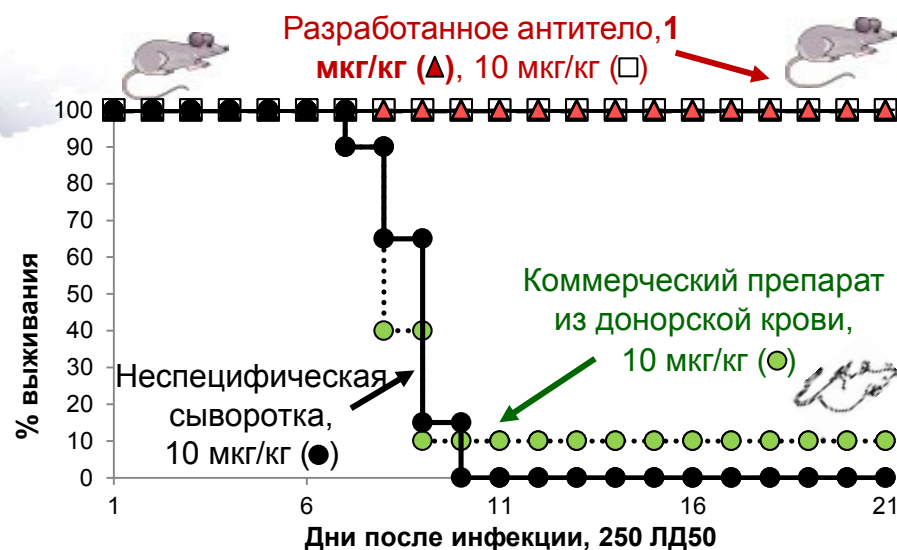 Разработанное антитело,1
мкг/кг (▲), 10 мкг/кг (□)
100
90
80
70
60
50
40
30
20
10
0
% выживания
Коммерческий препарат
из донорской крови,
10 мкг/кг (●)
Неспецифическая
сыворотка,
10 мкг/кг (●)
1 6 11 16 21
Дни после инфекции, 250 ЛД50